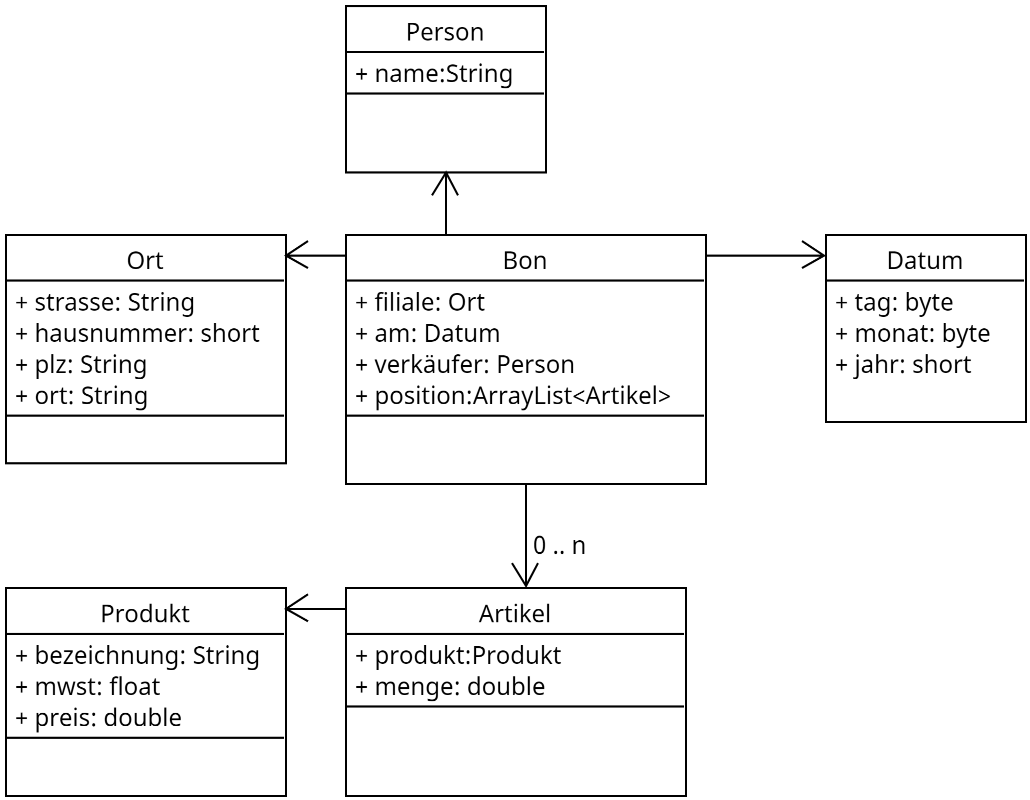 Person
+ name:String
Ort
+ strasse: String
+ hausnummer: short
+ plz: String
+ ort: String
Bon
+ filiale: Ort
+ am: Datum
+ verkäufer: Person
+ position:ArrayList<Artikel>
Datum
+ tag: byte
+ monat: byte
+ jahr: short
0 .. n
Produkt
+ bezeichnung: String
+ mwst: float
+ preis: double
Artikel
+ produkt:Produkt
+ menge: double